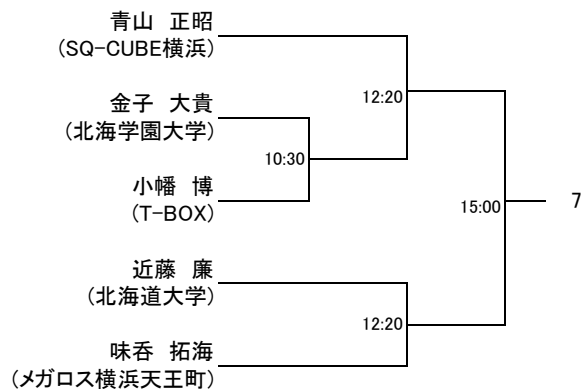 青山 正昭
(SQ-CUBE横浜)
12:20
金子 大貴
(北海学園大学)
10:30
小幡 博
(T-BOX)
15:00
7
近藤 廉
(北海道大学)
12:20
味呑 拓海
(メガロス横浜天王町)